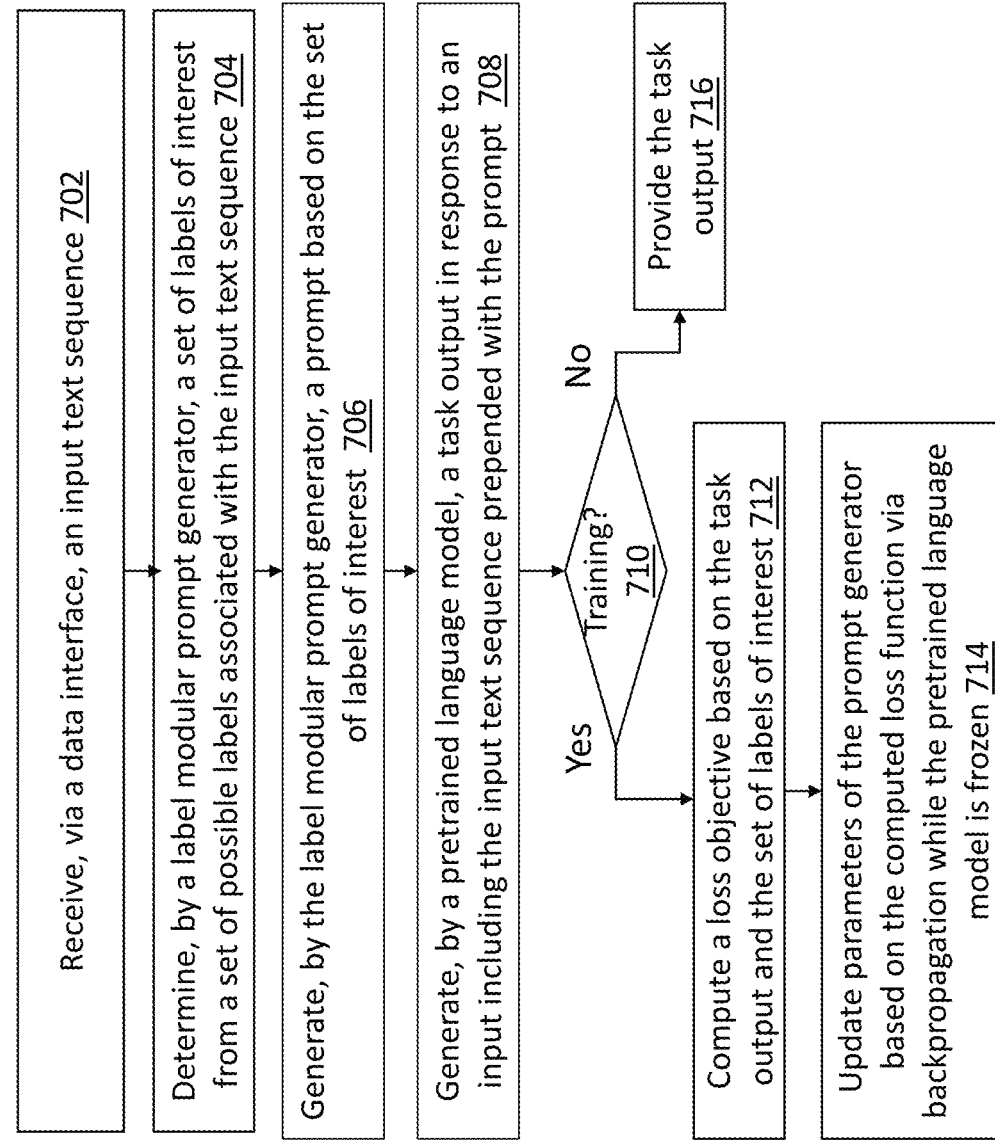 Receive, via a data interface, an input text sequence 702
Determine, by a label modular prompt generator, a set of labels of interest
from a set of possible labels associated with the input text sequence 704
Generate, by the label modular prompt generator, a prompt based on the set
of labels of interest 706
Generate, by a pretrained language model, a task output in response to an
input including the input text sequence prepended with the prompt 708
Training?
710
Yes
No
Compute a loss objective based on the task
output and the set of labels of interest 712
Update parameters of the prompt generator
based on the computed loss function via
backpropagation while the pretrained language
model is frozen 714
Provide the task
output 716